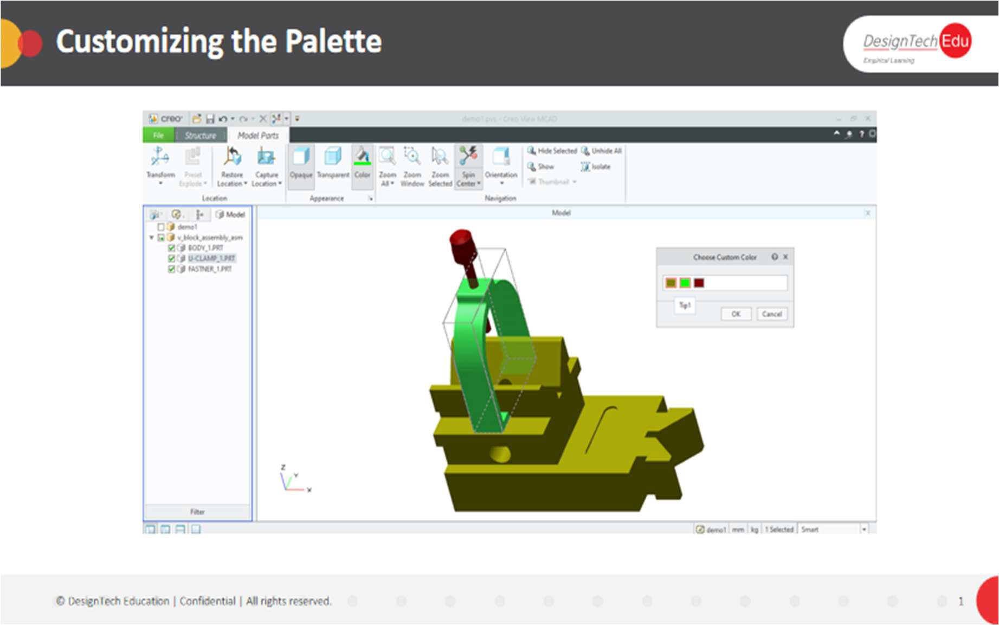 Customizing the Palette
DesignTech Edu
Empirical Learning
creo
demo1.pvs - Creo View MCAD
File Structure Model Parts
Transform Preset Explode Restore Location Capture Location Opaque Transparent Color Zoom All Zoom Window Zoom Selected Spin Center Orientation
Hide Selected Unhide All
Show Isolate
Thumbnail
Location Appearance Navigation
Model
Model
demo1
v_block_assembly_asm
BODY_1.PRT
U-CLAMP_1.PRT
FASTNER_1.PRT
Choose Custom Color
Tip1
OK Cancel
Z
Y
X
Filter
demo1 mm kg 1 Selected Smart
© DesignTech Education | Confidential | All rights reserved.
1